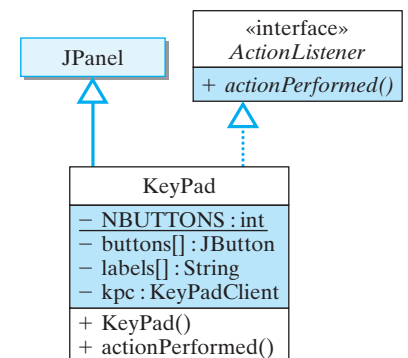 JPanel
«interface»
ActionListener
+ actionPerformed()
KeyPad
− NBUTTONS : int
− buttons[] : JButton
− labels[] : String
− kpc : KeyPadClient
+ KeyPad()
+ actionPerformed()